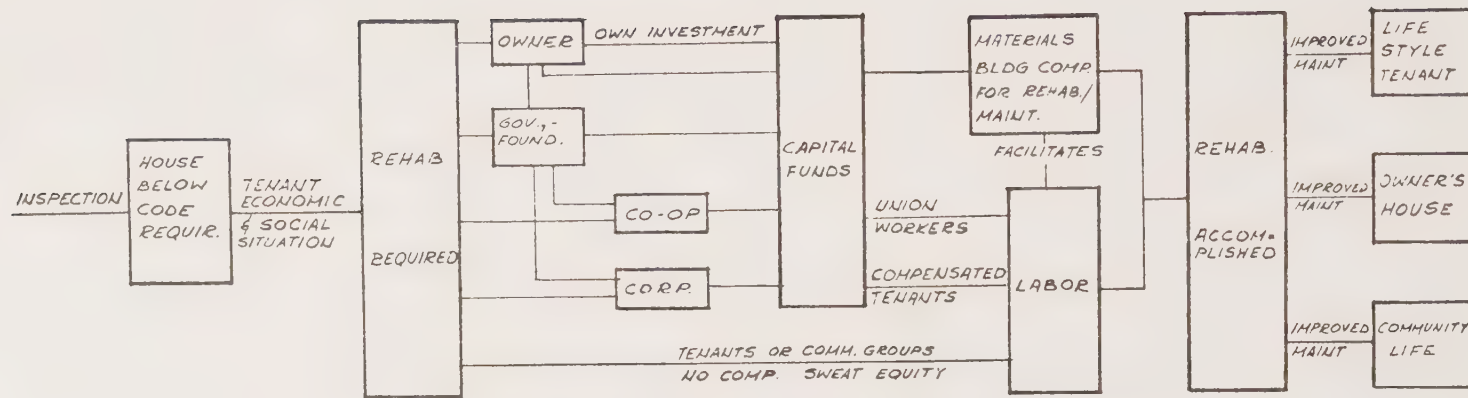 INSPECTION
HOUSE
BELOW
CODE
REQUIR.
TENANT
ECONOMIC
& SOCIAL
SITUATION
REHAB
REQUIRED
OWNER
OWN INVESTMENT
GOV.,-
FOUND.
CO-OP
CORP.
TENANTS OR COMM. GROUPS
NO COMP. SWEAT EQUITY
CAPITAL
FUNDS
MATERIALS
BLDG COMP.
FOR REHAB./
MAINT.
FACILITATES
UNION
WORKERS
COMPENSATED
TENANTS
LABOR
REHAB.
ACCOM-
PLISHED
IMPROVED
MAINT
LIFE
STYLE
TENANT
IMPROVED
MAINT
OWNER'S
HOUSE
IMPROVED
MAINT
COMMUNITY
LIFE